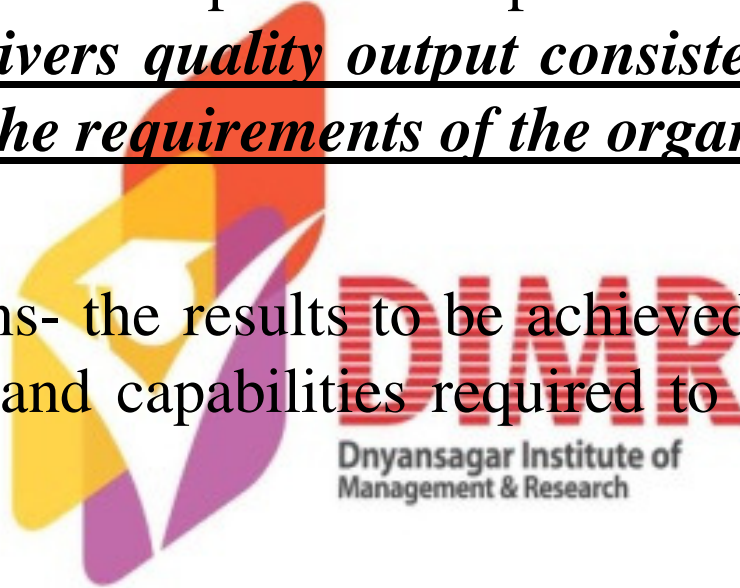 ivers quality output consiste
he requirements of the organ
ns- the results to be achieved
and capabilities required to
DIMR
Dnyansagar Institute of
Management & Research